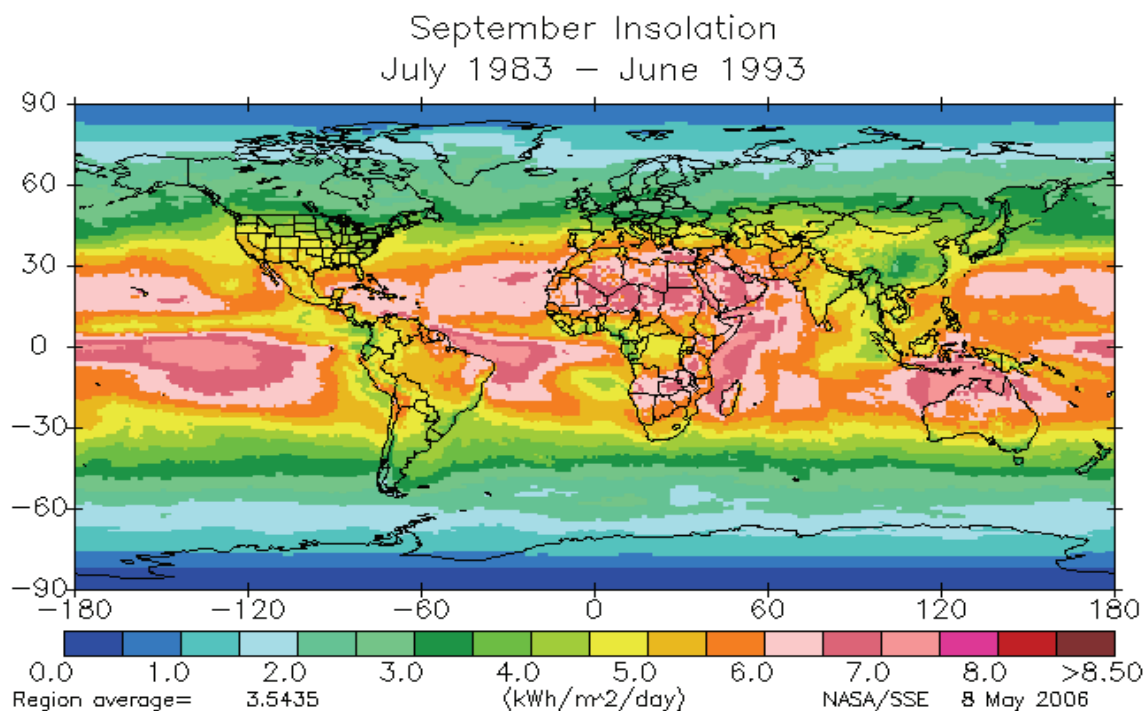 September Insolation
July 1983 – June 1993
90
60
30
0
−30
−60
−90
−180 −120 −60 0 60 120 180
0.0 1.0 2.0 3.0 4.0 5.0 6.0 7.0 8.0 >8.50
Region average= 3.5435 (kWh/m^2/day) NASA/SSE 8 May 2006